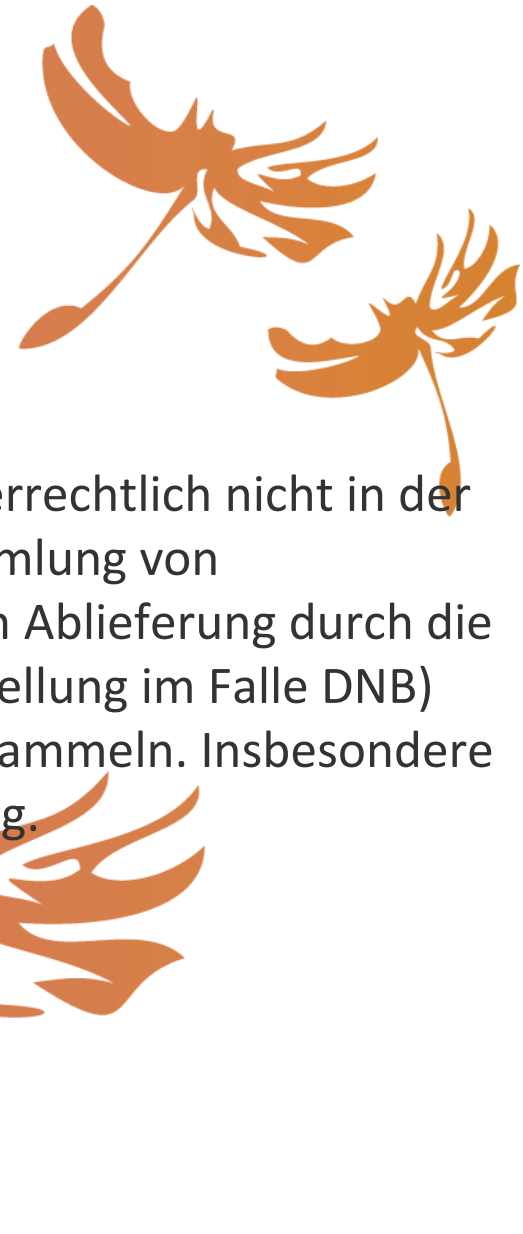 errechtlich nicht in der
mlung von
n Ablieferung durch die
ellung im Falle DNB)
ammeln. Insbesondere
g.